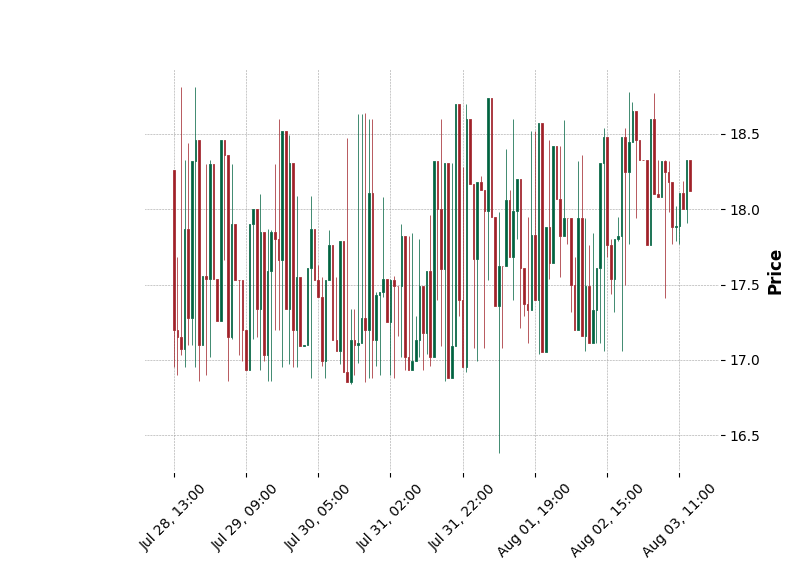 18.5
18.0
17.5
17.0
16.5
Price
Jul 28, 13:00
Jul 29, 09:00
Jul 30, 05:00
Jul 31, 02:00
Jul 31, 22:00
Aug 01, 19:00
Aug 02, 15:00
Aug 03, 11:00